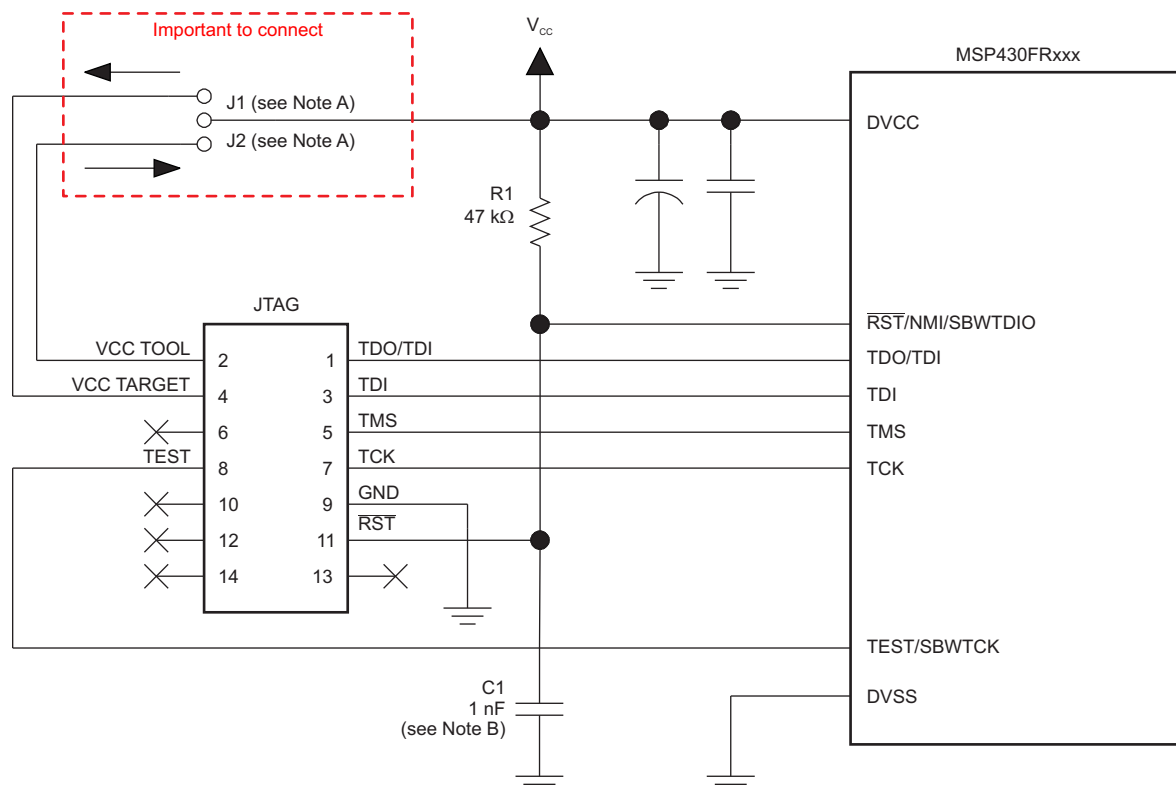 Important to connect
J1 (see Note A)
J2 (see Note A)
VCC
MSP430FRxxx
DVCC
R1
47 kΩ
JTAG
RST/NMI/SBWTDIO
VCC TOOL
2
1
TDO/TDI
TDO/TDI
VCC TARGET
4
3
TDI
TDI
6
5
TMS
TMS
TEST
8
7
TCK
TCK
10
9
GND
12
11
RST
14
13
TEST/SBWTCK
C1
1 nF
(see Note B)
DVSS